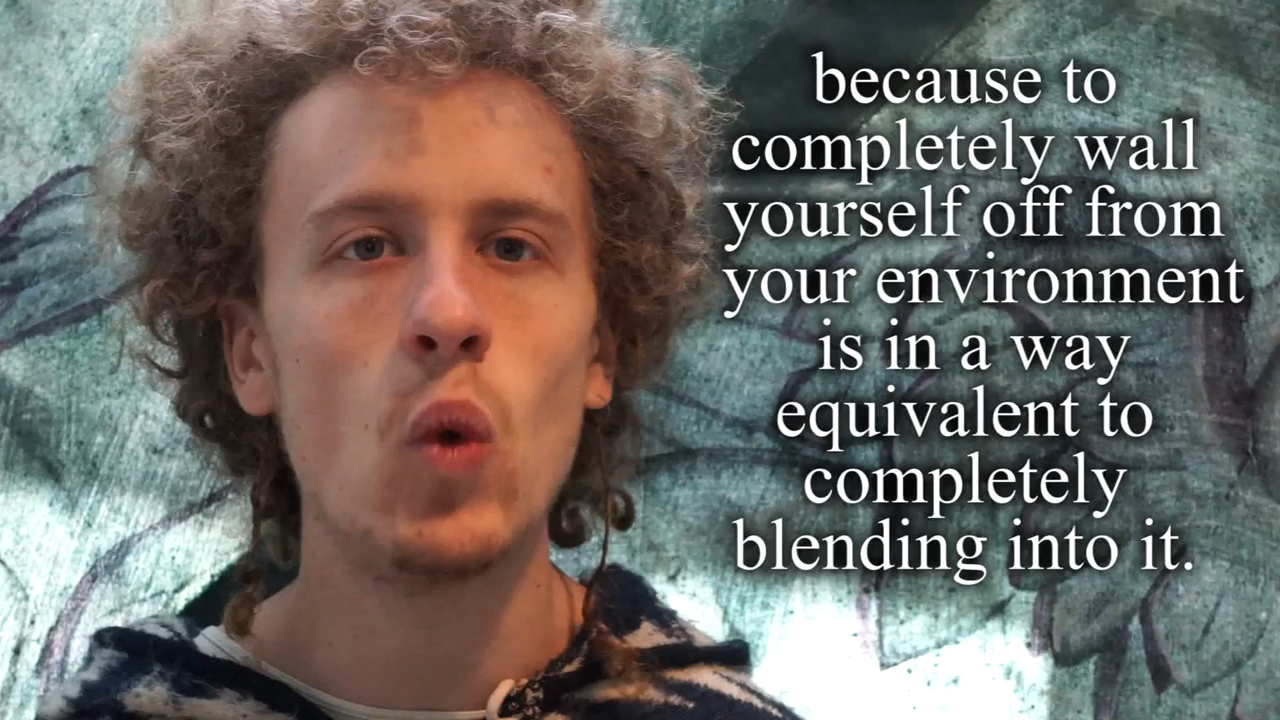 because to
completely wall
yourself off from
your environment
is in a way
equivalent to
completely
blending into it.